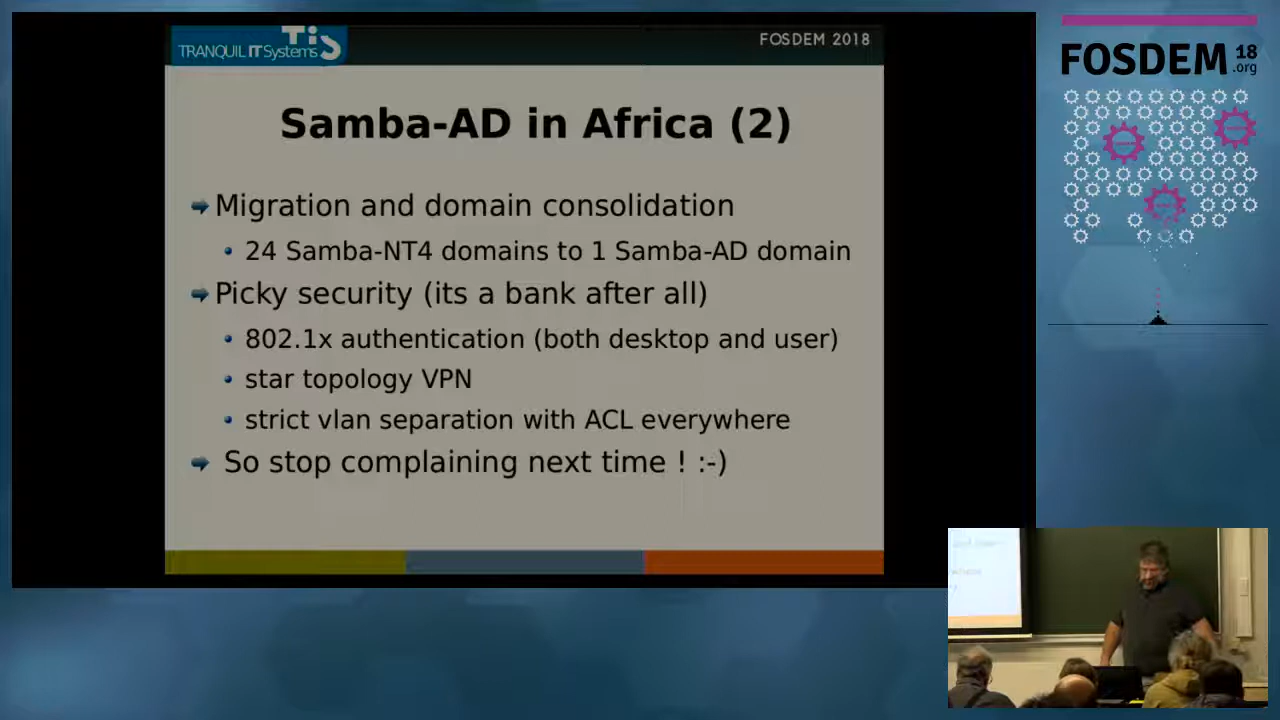 TRANQUIL IT Systems TIS
FOSDEM 2018
Samba-AD in Africa (2)
Migration and domain consolidation
24 Samba-NT4 domains to 1 Samba-AD domain
Picky security (its a bank after all)
802.1x authentication (both desktop and user)
star topology VPN
strict vlan separation with ACL everywhere
So stop complaining next time ! :-)
FOSDEM 18
.org